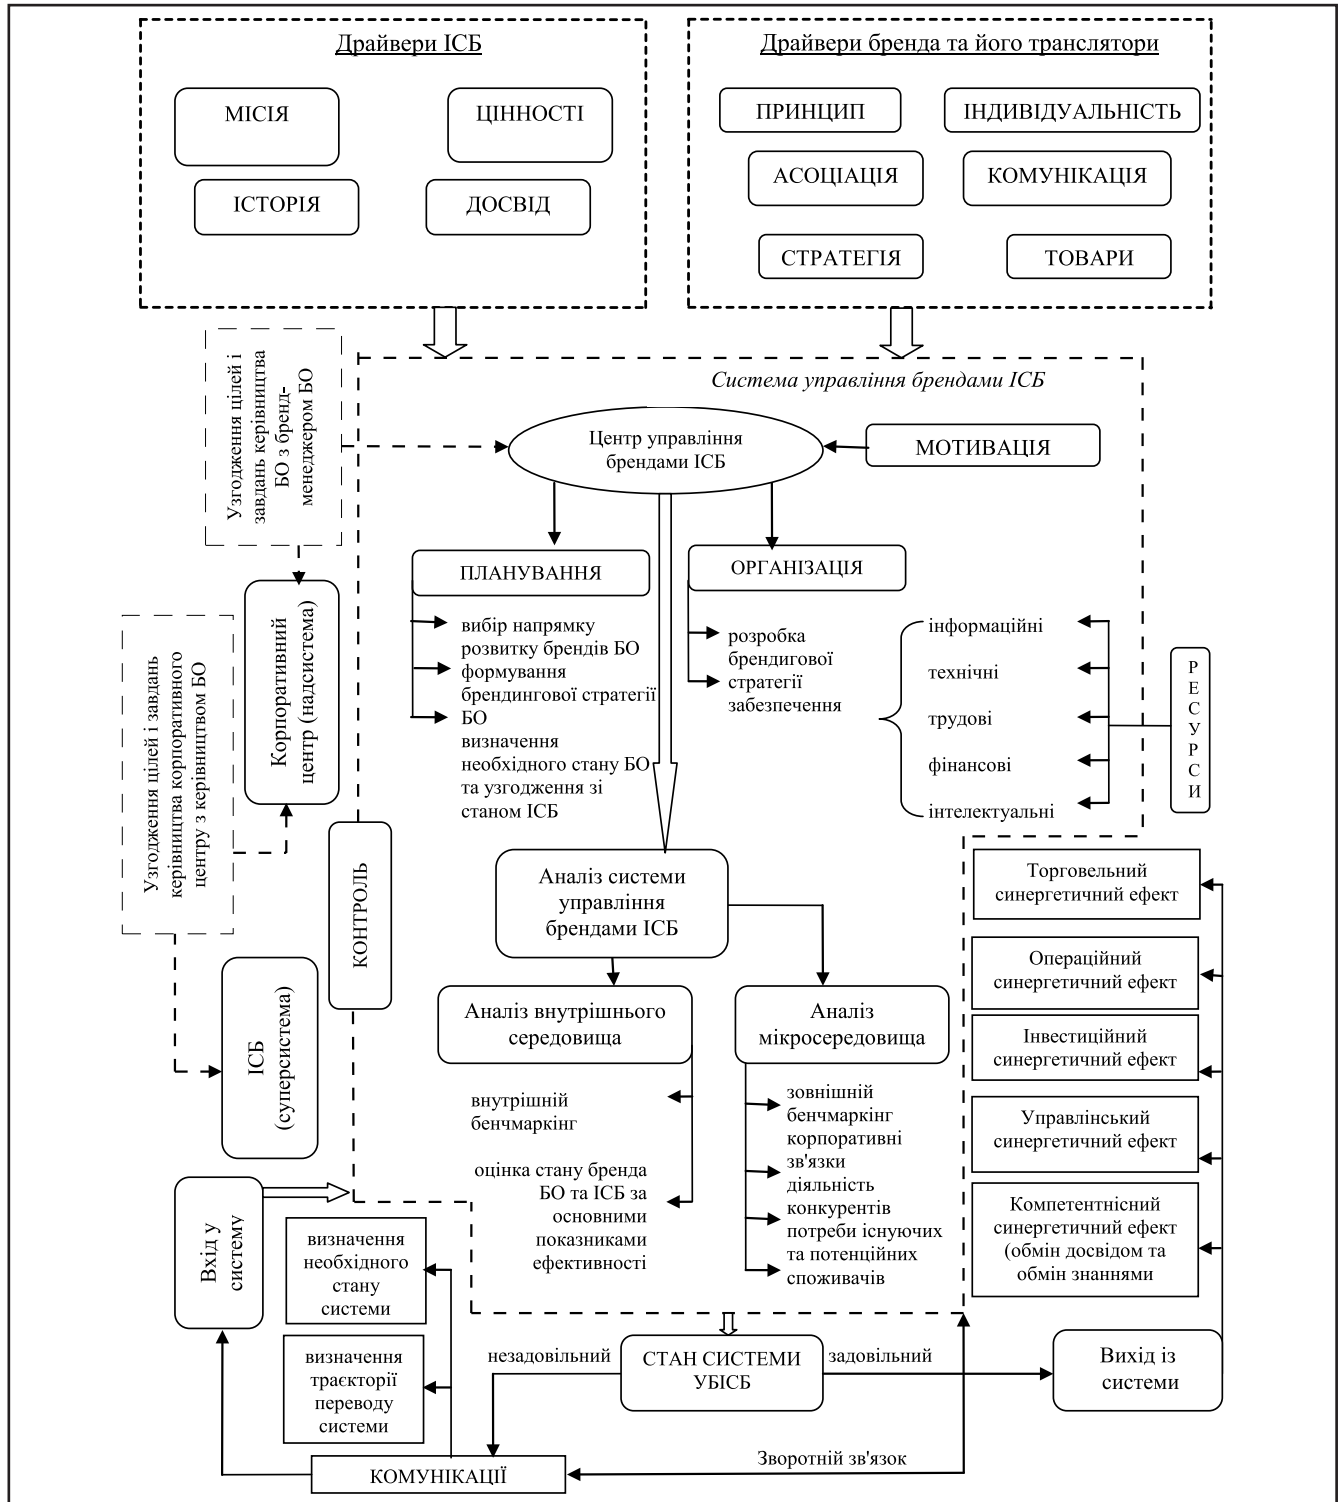 Драйвери ІСБ
МІСІЯ
ЦІННОСТІ
ІСТОРІЯ
ДОСВІД
Драйвери бренда та його транслятори
ПРИНЦИП
ІНДИВІДУАЛЬНІСТЬ
АСОЦІАЦІЯ
КОМУНІКАЦІЯ
СТРАТЕГІЯ
ТОВАРИ
Узгодження цілей і
завдань керівництва
БО з бренд-
менеджером БО
Система управління брендами ІСБ
Центр управління
брендами ІСБ
МОТИВАЦІЯ
ПЛАНУВАННЯ
ОРГАНІЗАЦІЯ
вибір напрямку
розвитку брендів БО
формування
брендингової стратегії
БО
визначення
необхідного стану БО
та узгодження зі
станом ІСБ
розробка
брендигової
стратегії
забезпечення
інформаційні
технічні
трудові
фінансові
інтелектуальні
РЕСУРСИ
Корпоративний
центр (надсистема)
Узгодження цілей і завдань
керівництва корпоративного
центру з керівництвом БО
КОНТРОЛЬ
ІСБ
(суперсистема)
Аналіз системи
управління
брендами ІСБ
Аналіз внутрішнього
середовища
Аналіз
мікросередовища
внутрішній
бенчмаркінг
оцінка стану бренда
БО та ІСБ за
основними
показниками
ефективності
зовнішній
бенчмаркінг
корпоративні
зв'язки
діяльність
конкурентів
потреби існуючих
та потенційних
споживачів
Торговельний
синергетичний ефект
Операційний
синергетичний ефект
Інвестиційний
синергетичний ефект
Управлінський
синергетичний ефект
Компетентнісний
синергетичний ефект
(обмін досвідом та
обмін знаннями
Вхід у
систему
визначення
необхідного
стану
системи
визначення
траєкторії
переводу
системи
незадовільний
СТАН СИСТЕМИ
УБІСБ
задовільний
Вихід із
системи
КОМУНІКАЦІЇ
Зворотній зв'язок